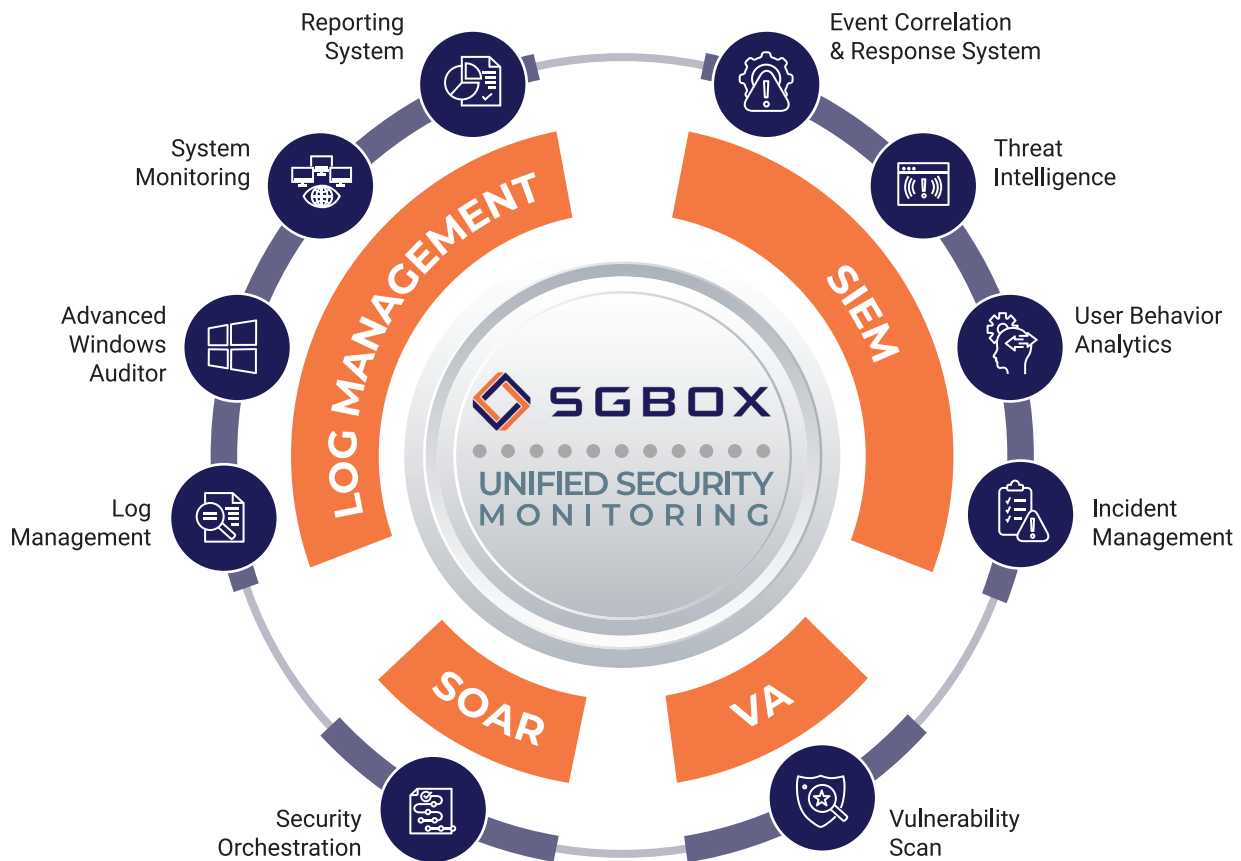 Reporting
System
Event Correlation
& Response System
System
Monitoring
Threat
Intelligence
Advanced
Windows
Auditor
User Behavior
Analytics
Log
Management
Incident
Management
LOG MANAGEMENT
SIEM
SGBOX
UNIFIED SECURITY
MONITORING
SOAR
VA
Security
Orchestration
Vulnerability
Scan